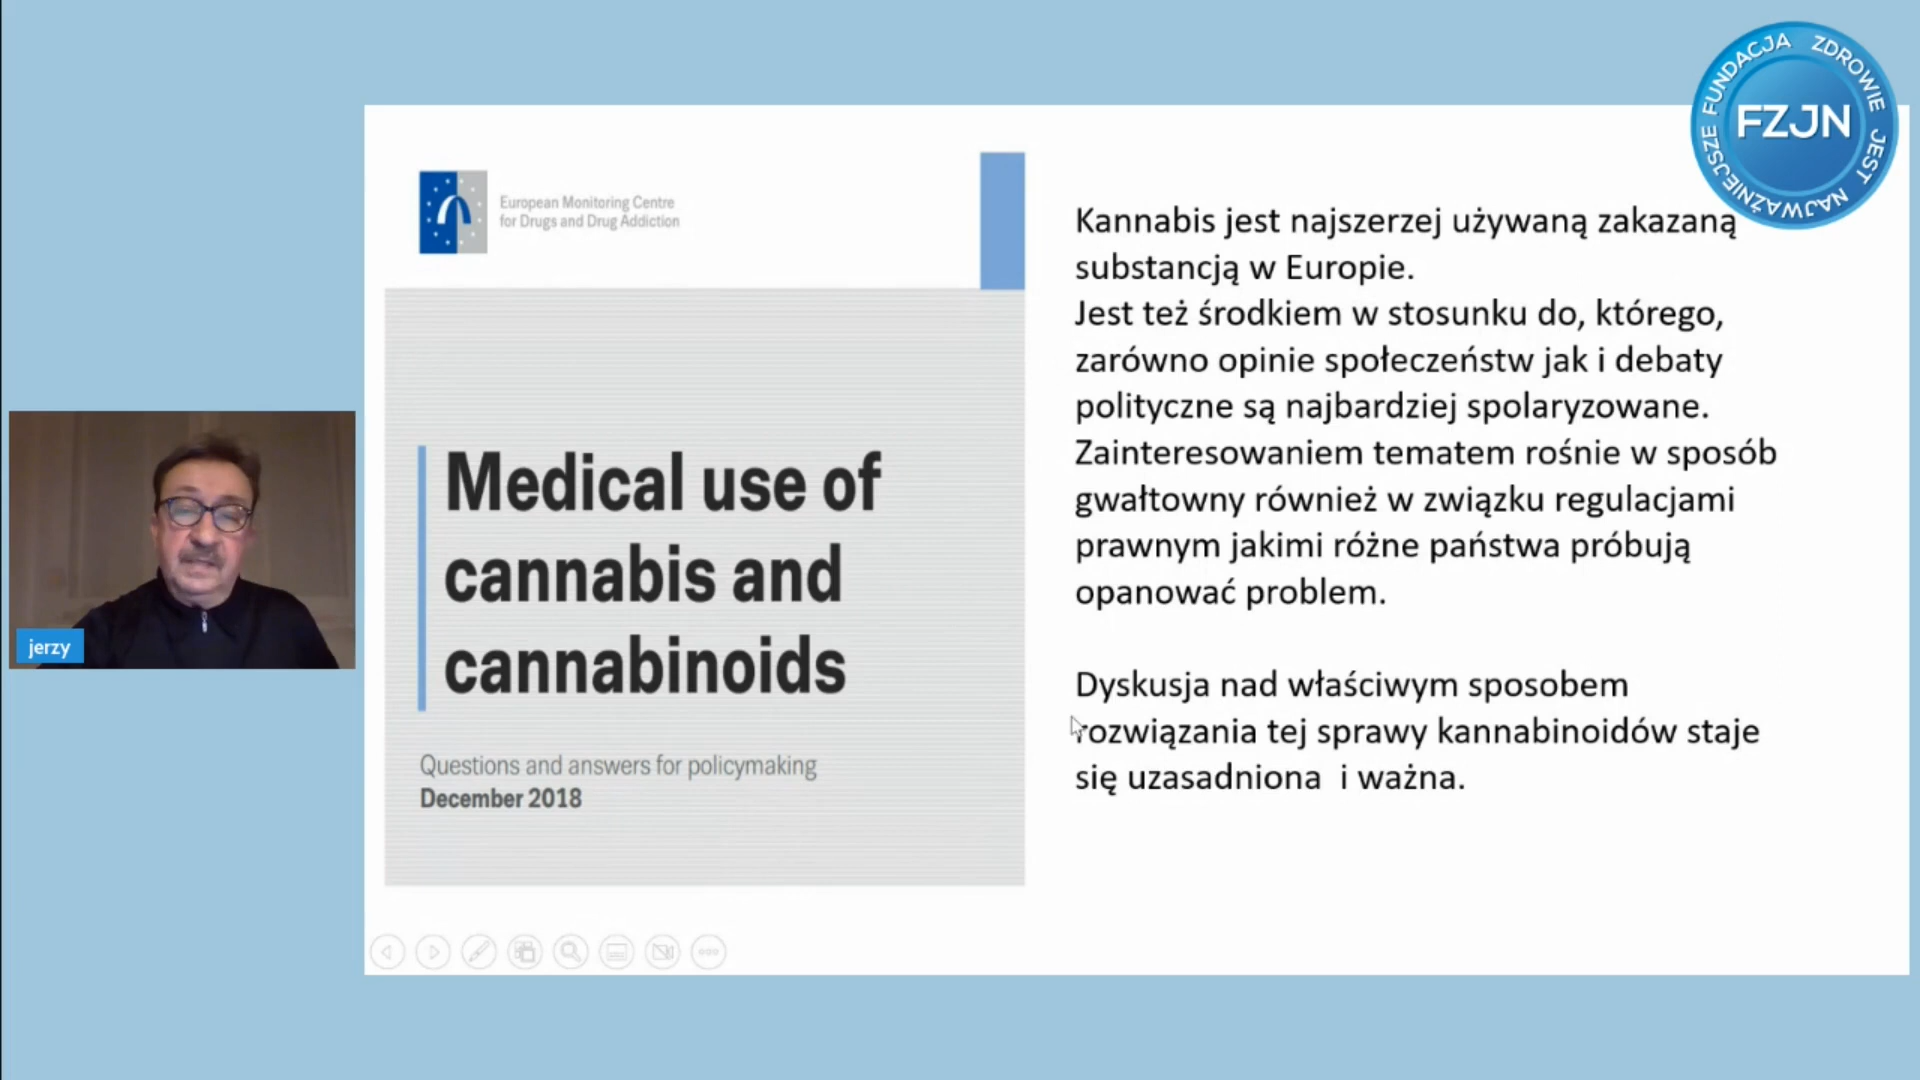 FUNDACJA ZDROWIE JEST NAJWAŻNIEJSZE
FZJN
European Monitoring Centre
for Drugs and Drug Addiction
Medical use of
cannabis and
cannabinoids
Questions and answers for policymaking
December 2018
Kannabis jest najszerzej używaną zakazaną
substancją w Europie.
Jest też środkiem w stosunku do, którego,
zarówno opinie społeczeństw jak i debaty
polityczne są najbardziej spolaryzowane.
Zainteresowaniem tematem rośnie w sposób
gwałtowny również w związku regulacjami
prawnym jakimi różne państwa próbują
opanować problem.
Dyskusja nad właściwym sposobem
rozwiązania tej sprawy kannabinoidów staje
się uzasadniona i ważna.
jerzy